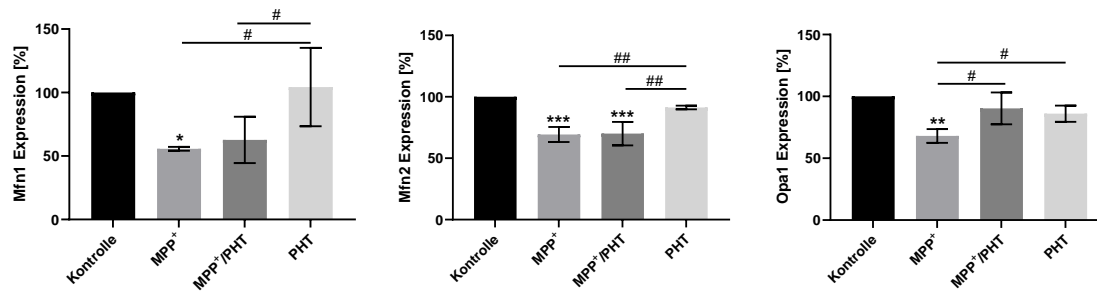 Mfn1 Expression [%]
150
100
50
0
#
#
*
Kontrolle
MPP⁺
MPP⁺/PHT
PHT
Mfn2 Expression [%]
150
100
50
0
##
##
***
***
Kontrolle
MPP⁺
MPP⁺/PHT
PHT
Opa1 Expression [%]
150
100
50
0
#
#
**
Kontrolle
MPP⁺
MPP⁺/PHT
PHT